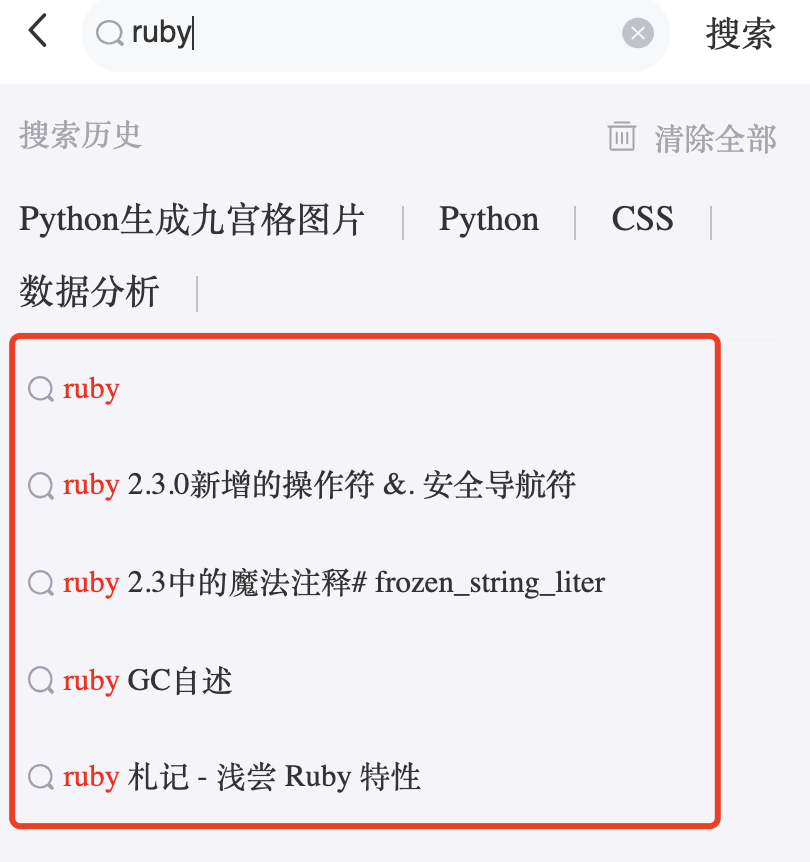 ruby 搜索
搜索历史 清除全部
Python生成九宫格图片 | Python | CSS |
数据分析 |
ruby
ruby 2.3.0新增的操作符 &. 安全导航符
ruby 2.3中的魔法注释# frozen_string_liter
ruby GC自述
ruby 札记 - 浅尝 Ruby 特性